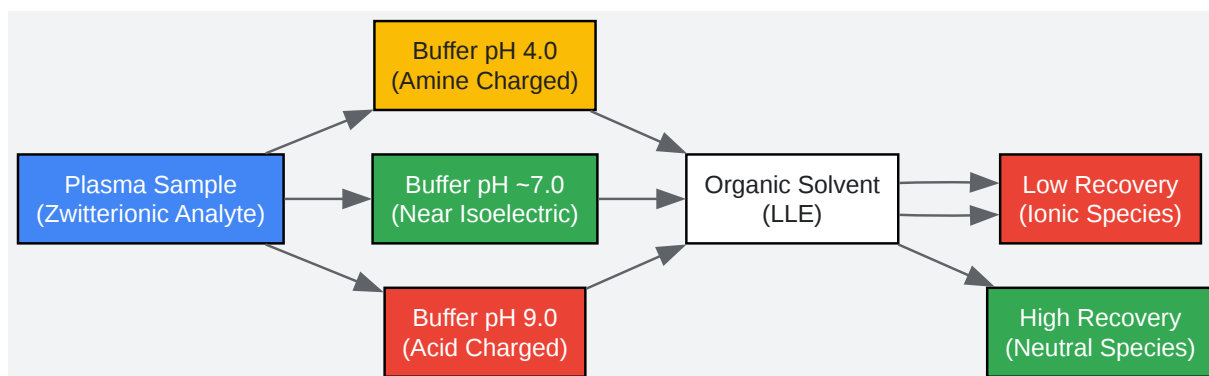 Plasma Sample
(Zwitterionic Analyte)
Buffer pH 4.0
(Amine Charged)
Buffer pH ~7.0
(Near Isoelectric)
Buffer pH 9.0
(Acid Charged)
Organic Solvent
(LLE)
Low Recovery
(Ionic Species)
High Recovery
(Neutral Species)